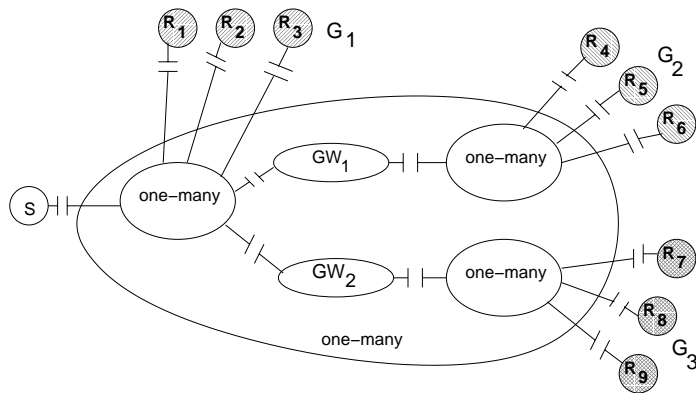 R1 R2 R3 G1
R4 G2
R5
R6
GW1
one−many
one−many
S
R7
GW2
one−many
R8
one−many
G3
R9